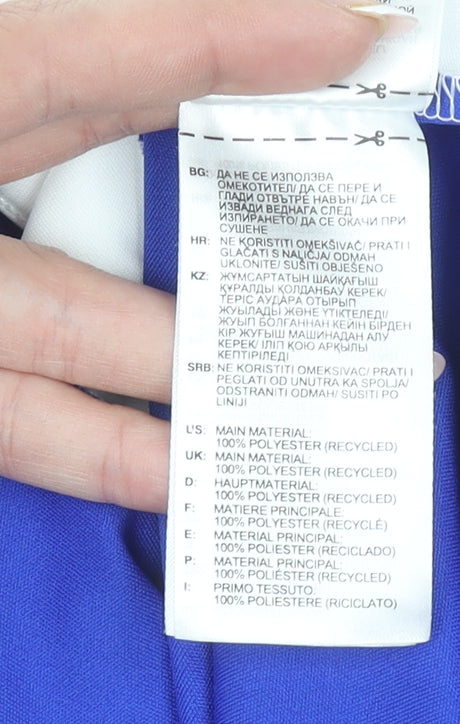 BG: ДА НЕ СЕ ИЗПОЛЗВА
ОМЕКОТИТЕЛ/ ДА СЕ ПЕРЕ И
ГЛАДИ ОТВЪТРЕ НАВЪН/ ДА СЕ
ИЗВАДИ ВЕДНАГА СЛЕД
ИЗПИРАНЕТО/ ДА СЕ ОКАЧИ ПРИ
СУШЕНЕ
HR: NE KORISTITI OMEKŠIVAČ/ PRATI I
GLAČATI S NALIČJA/ ODMAH
UKLONITE/ SUŠITI OBJEŠENO
KZ: ЖҰМСАРТАТЫН ШАЙҚАҒЫШ
ҚҰРАЛДЫ ҚОЛДАНБАУ КЕРЕК/
ТЕРІС АУДАРА ОТЫРЫП
ЖУЫЛАДЫ ЖӘНЕ ҮТІКТЕЛЕДІ/
ЖУЫП БОЛҒАННАН КЕЙІН БІРДЕН
КІР ЖУҒЫШ МАШИНАДАН АЛУ
КЕРЕК/ ІЛІП ҚОЮ АРҚЫЛЫ
КЕПТІРІЛЕДІ
SRB: NE KORISTITI OMEKŠIVAČ/ PRATI I
PEGLATI OD UNUTRA KA SPOLJA/
ODSTRANITI ODMAH/ SUSITI PO
LINIJI
L'S: MAIN MATERIAL:
100% POLYESTER (RECYCLED)
UK: MAIN MATERIAL:
100% POLYESTER (RECYCLED)
D: HAUPTMATERIAL:
100% POLYESTER (RECYCLED)
F: MATIERE PRINCIPALE:
100% POLYESTER (RECYCLÉ)
E: MATERIAL PRINCIPAL:
100% POLIÉSTER (RECICLADO)
P: MATERIAL PRINCIPAL:
100% POLIÉSTER (RECYCLED)
I: PRIMO TESSUTO:
100% POLIESTERE (RICICLATO)